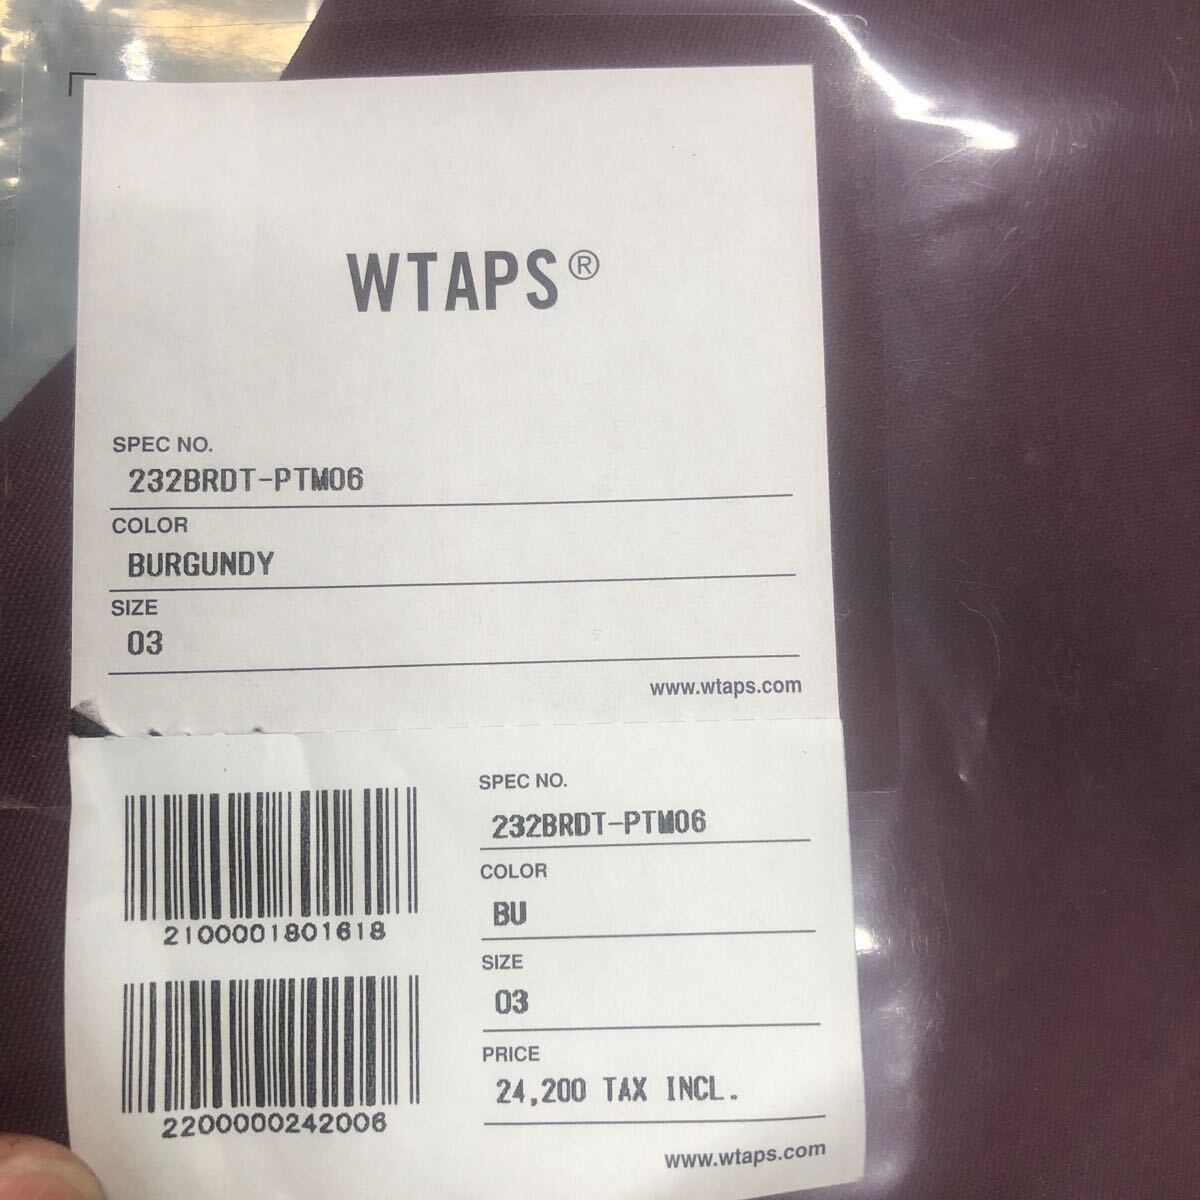 WTAPS®
SPEC NO.
232BRDT-PTM06
COLOR
BURGUNDY
SIZE
03
www.wtaps.com
2100001801618
2200000242006
SPEC NO.
232BRDT-PTM06
COLOR
BU
SIZE
03
PRICE
24,200 TAX INCL.
www.wtaps.com